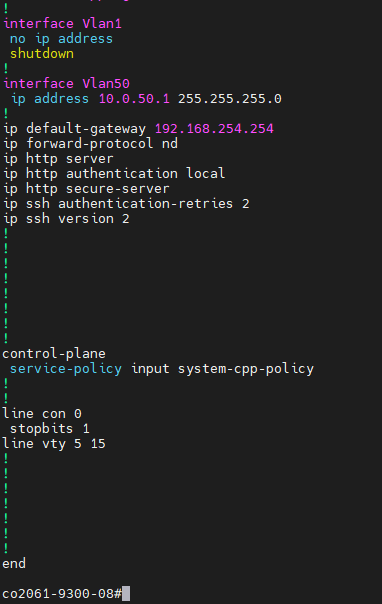 !
interface Vlan1
 no ip address
 shutdown
!
interface Vlan50
 ip address 10.0.50.1 255.255.255.0
!
ip default-gateway 192.168.254.254
ip forward-protocol nd
ip http server
ip http authentication local
ip http secure-server
ip ssh authentication-retries 2
ip ssh version 2
!
!
!
!
!
!
!
!
control-plane
 service-policy input system-cpp-policy
!
!
line con 0
 stopbits 1
line vty 5 15
!
!
!
!
!
!
!
end
co2061-9300-08#